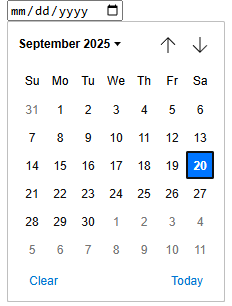 mm/dd/yyyy
September 2025
Su Mo Tu We Th Fr Sa
31 1 2 3 4 5 6
7 8 9 10 11 12 13
14 15 16 17 18 19 20
21 22 23 24 25 26 27
28 29 30 1 2 3 4
5 6 7 8 9 10 11
Clear Today